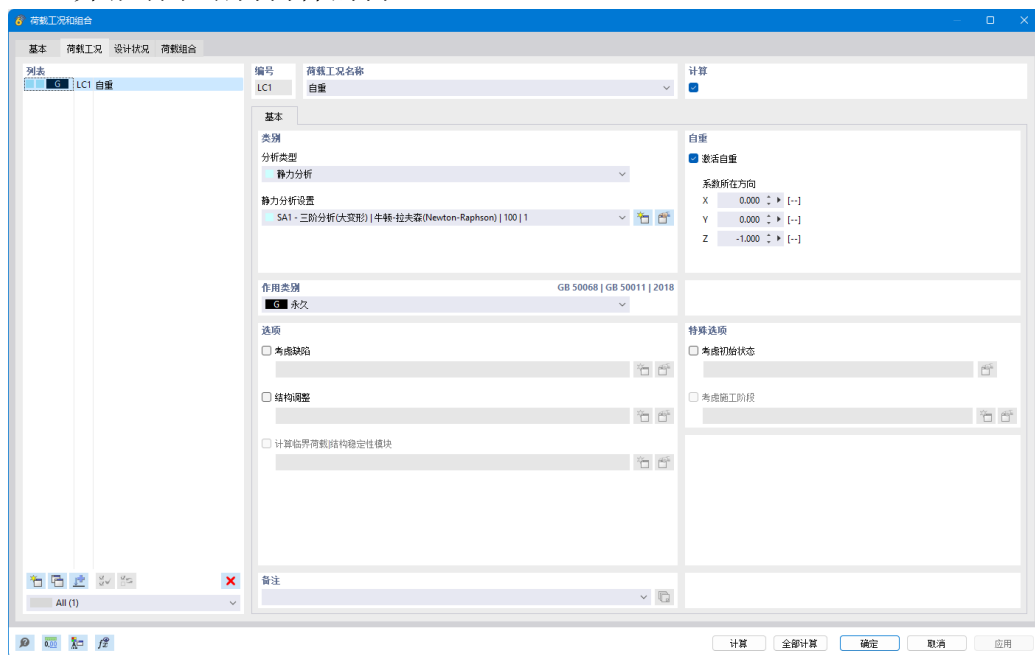 荷载工况和组合
基本 荷载工况 设计状况 荷载组合
列表
G LC1 自重
编号
LC1
荷载工况名称
自重
计算
基本
类别
分析类型
静力分析
静力分析设置
SA1 - 三阶分析(大变形) | 牛顿-拉夫森(Newton-Raphson) | 100 | 1
自重
激活自重
系数所在方向
X 0.000 [--]
Y 0.000 [--]
Z -1.000 [--]
作用类别 GB 50068 | GB 50011 | 2018
G 永久
选项
考虑缺陷
结构调整
计算临界荷载|结构稳定性模块
特殊选项
考虑初始状态
考虑施工阶段
备注
All (1)
计算 全部计算 确定 取消 应用